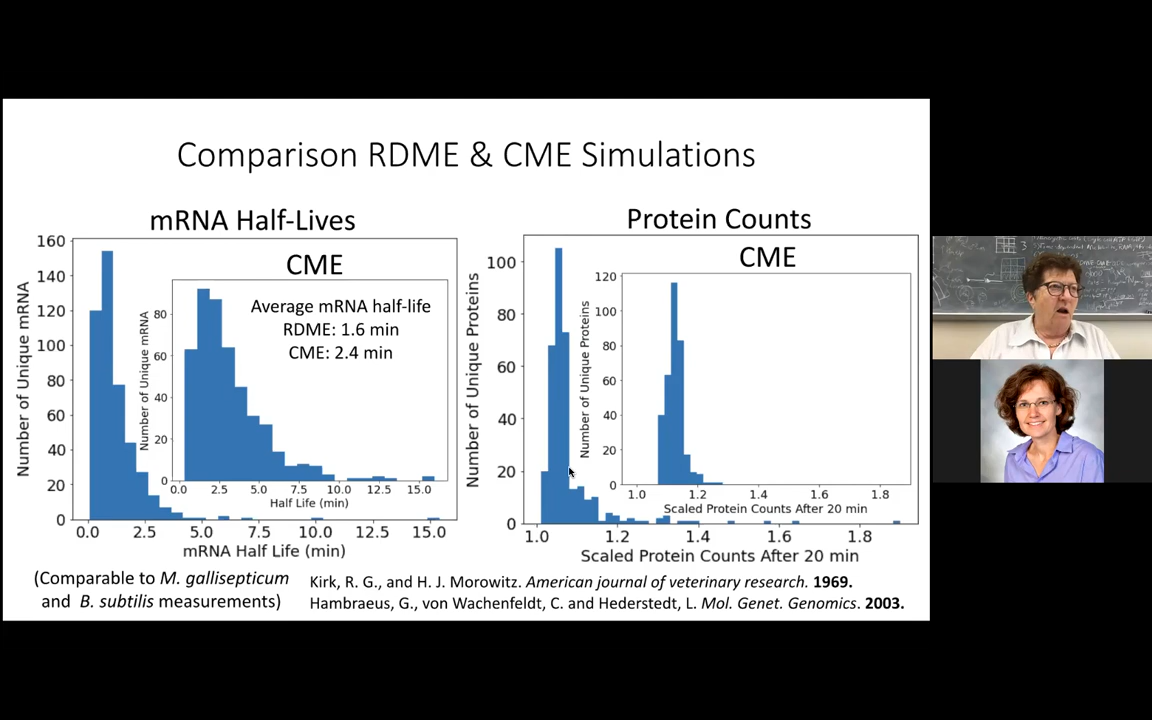 Comparison RDME & CME Simulations
mRNA Half-Lives
Number of Unique mRNA
160
140
120
100
80
60
40
20
0
0.0 2.5 5.0 7.5 10.0 12.5 15.0
mRNA Half Life (min)
CME
Average mRNA half-life
RDME: 1.6 min
CME: 2.4 min
Number of Unique mRNA
80
60
40
20
0
0.0 2.5 5.0 7.5 10.0 12.5 15.0
Half Life (min)
Protein Counts
Number of Unique Proteins
100
80
60
40
20
0
1.0 1.2 1.4 1.6 1.8
Scaled Protein Counts After 20 min
CME
Number of Unique Proteins
120
100
80
60
40
20
0
1.0 1.2 1.4 1.6 1.8
Scaled Protein Counts After 20 min
(Comparable to M. gallisepticum
and B. subtilis measurements)
Kirk, R. G., and H. J. Morowitz. American journal of veterinary research. 1969.
Hambraeus, G., von Wachenfeldt, C. and Hederstedt, L. Mol. Genet. Genomics. 2003.